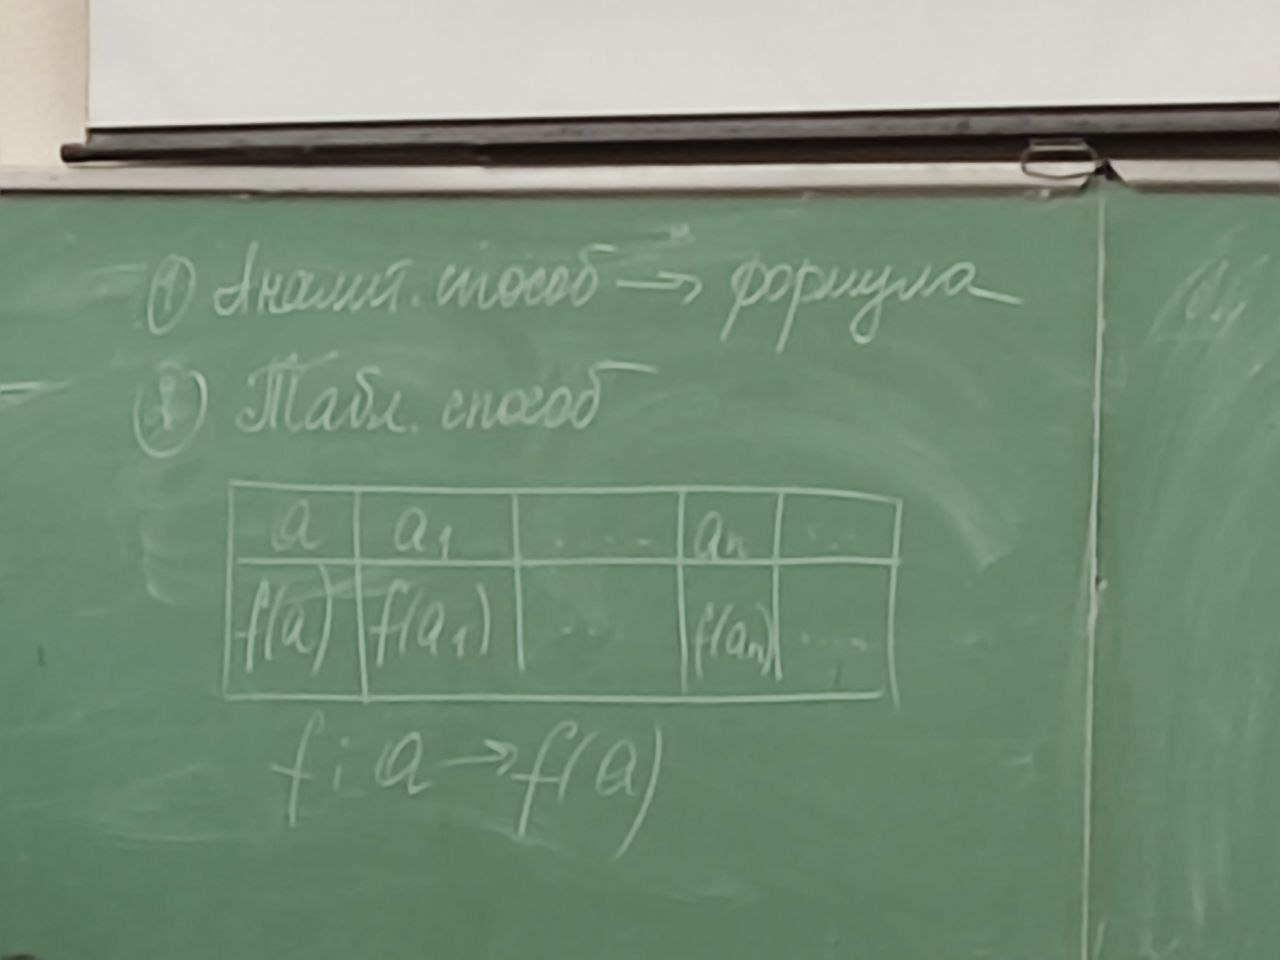 ① Аналит. способ → формула
② Табл. способ
a a₁ ..... aₙ ...
f(a) f(a₁) ... f(aₙ) .....
f : a → f(a)